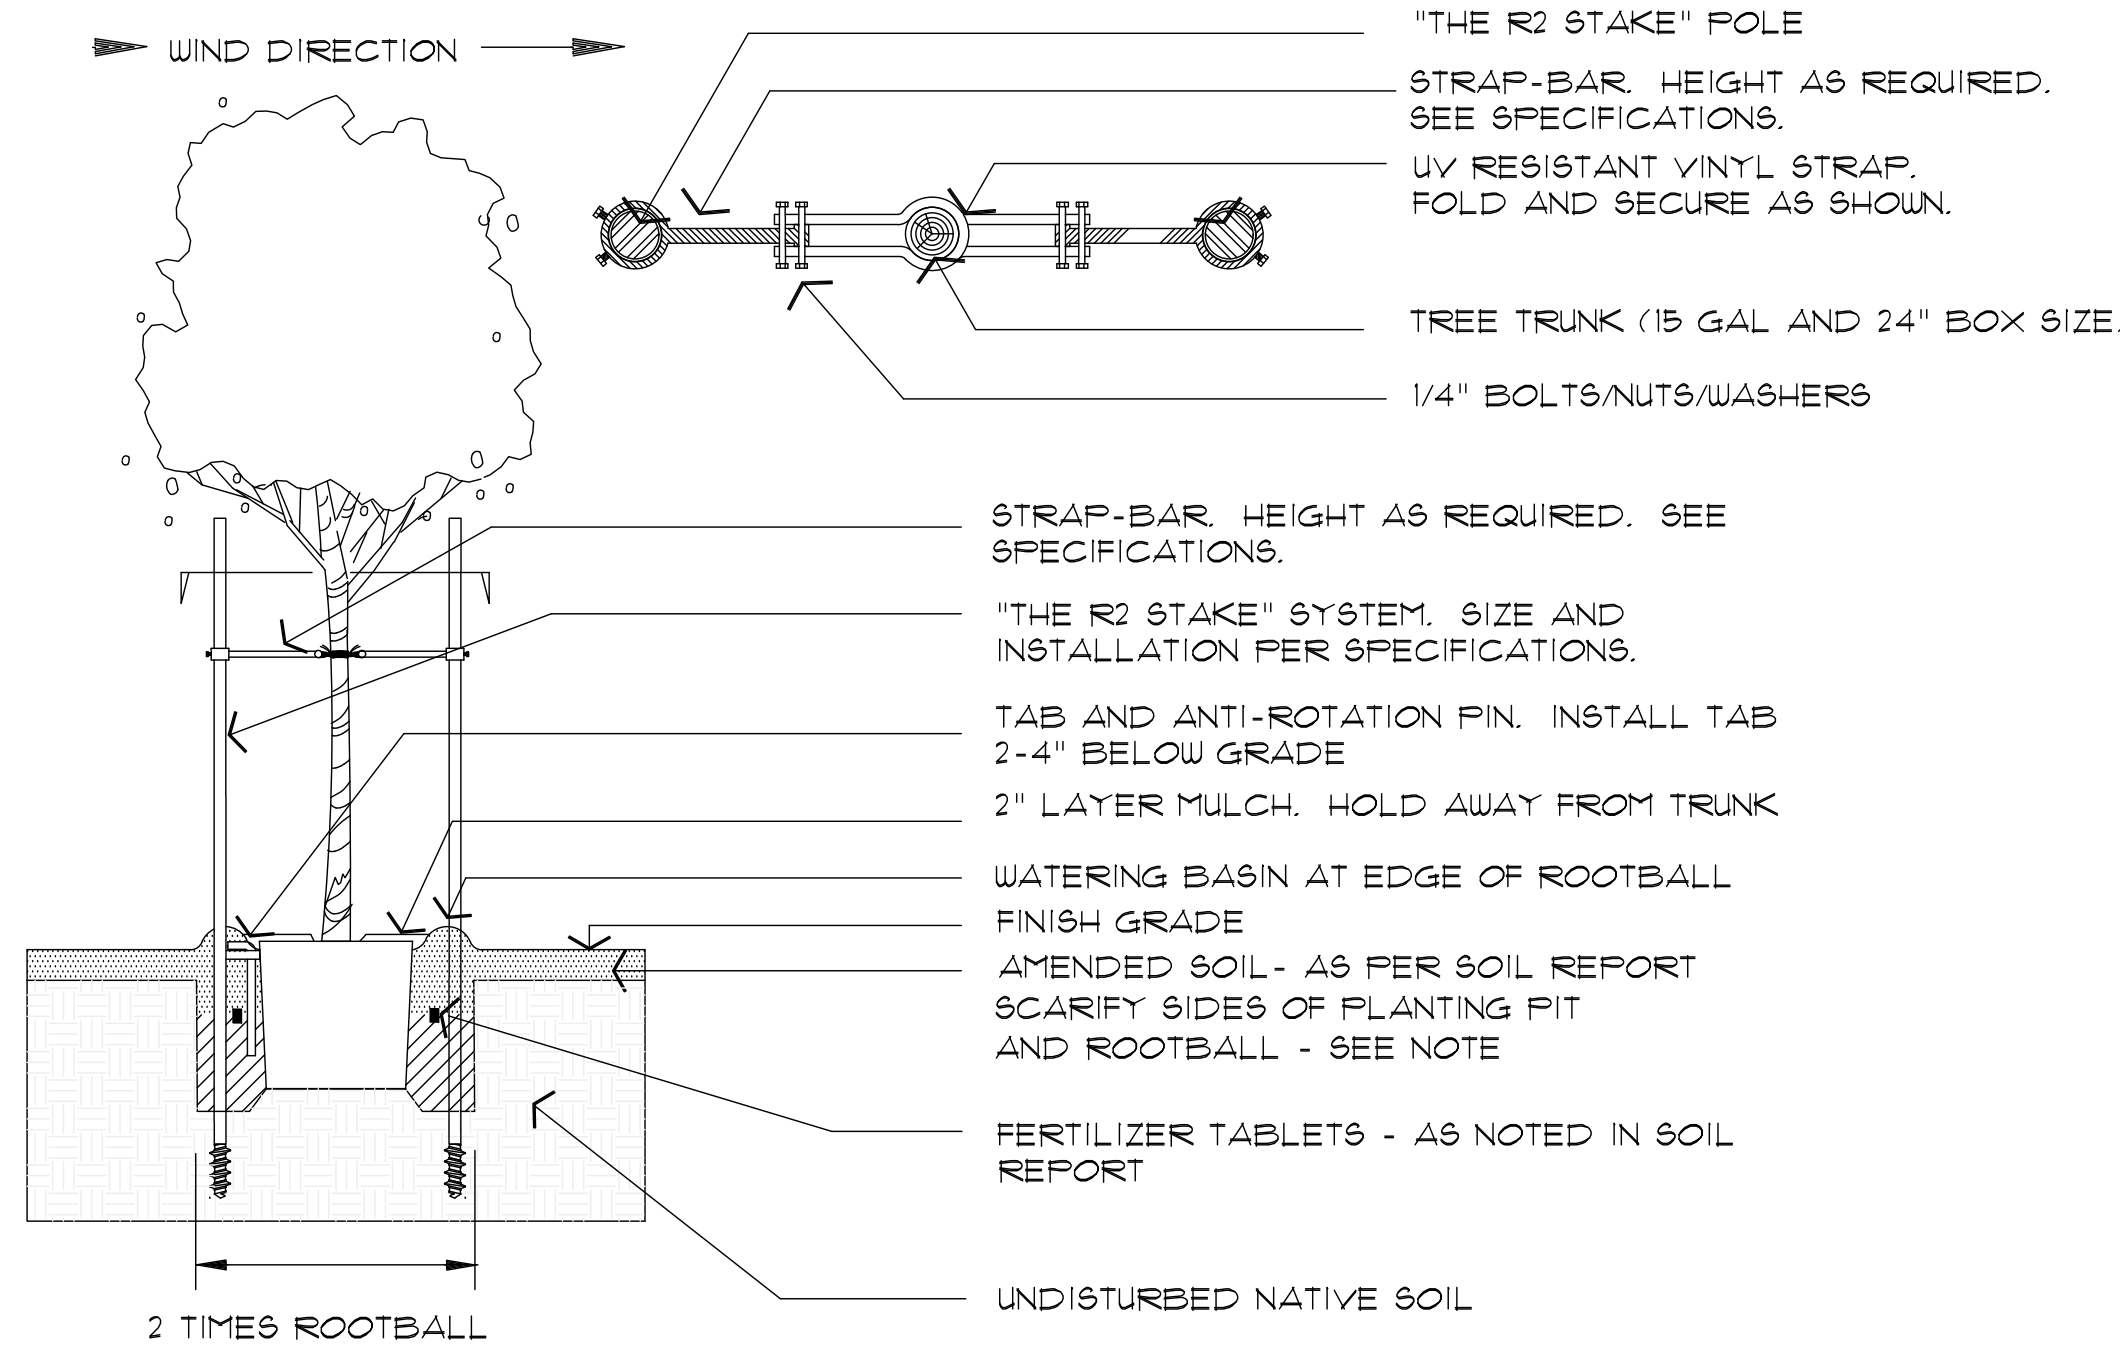 WIND DIRECTION
"THE R2 STAKE" POLE
STRAP-BAR. HEIGHT AS REQUIRED.
SEE SPECIFICATIONS.
UV RESISTANT VINYL STRAP.
FOLD AND SECURE AS SHOWN.
TREE TRUNK (15 GAL AND 24" BOX SIZE.
1/4" BOLTS/NUTS/WASHERS
STRAP-BAR. HEIGHT AS REQUIRED. SEE
SPECIFICATIONS.
"THE R2 STAKE" SYSTEM. SIZE AND
INSTALLATION PER SPECIFICATIONS.
TAB AND ANTI-ROTATION PIN. INSTALL TAB
2-4" BELOW GRADE
2" LAYER MULCH. HOLD AWAY FROM TRUNK
WATERING BASIN AT EDGE OF ROOTBALL
FINISH GRADE
AMENDED SOIL- AS PER SOIL REPORT
SCARIFY SIDES OF PLANTING PIT
AND ROOTBALL - SEE NOTE
FERTILIZER TABLETS - AS NOTED IN SOIL
REPORT
UNDISTURBED NATIVE SOIL
2 TIMES ROOTBALL